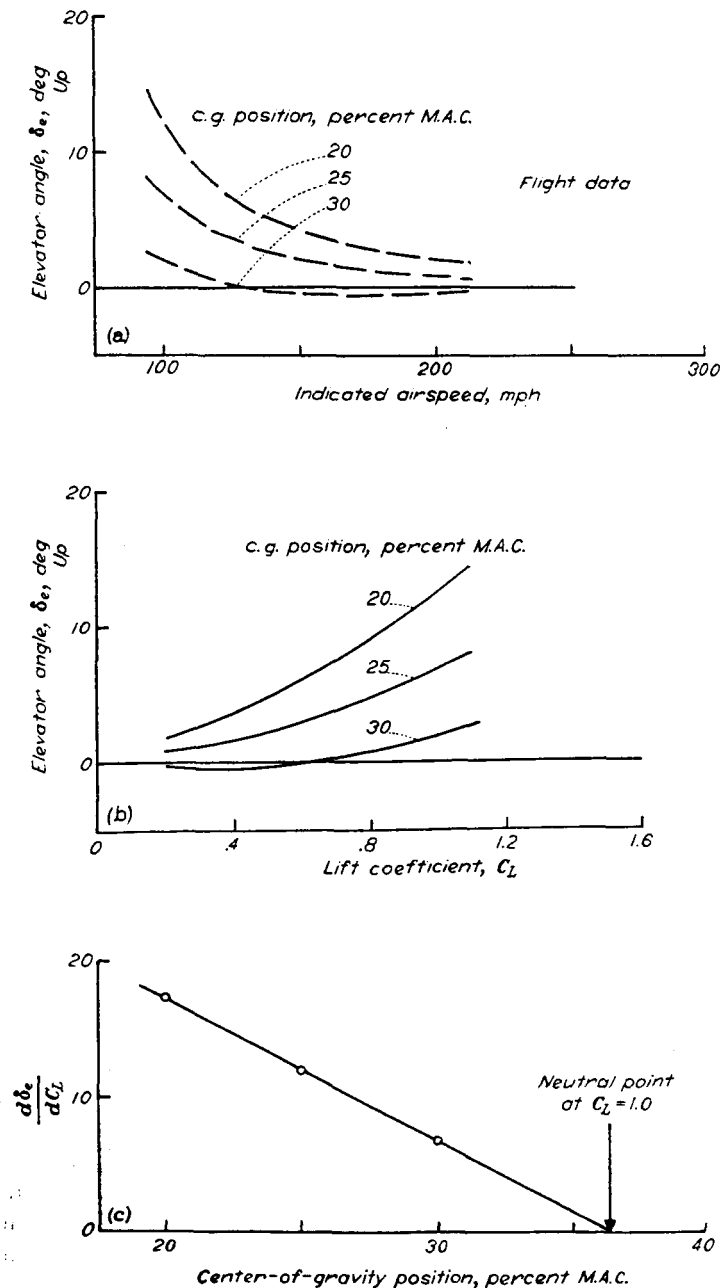 20
Elevator angle, δe, deg
Up
c.g. position, percent M.A.C.
20
10
25
Flight data
30
0
(a)
100
200
300
Indicated airspeed, mph
20
Elevator angle, δe, deg
Up
c.g. position, percent M.A.C.
20
10
25
30
0
(b)
0
.4
.8
1.2
1.6
Lift coefficient, CL
20
dδe
dCL
Neutral point
at CL=1.0
10
0
(c)
20
30
40
Center-of-gravity position, percent M.A.C.